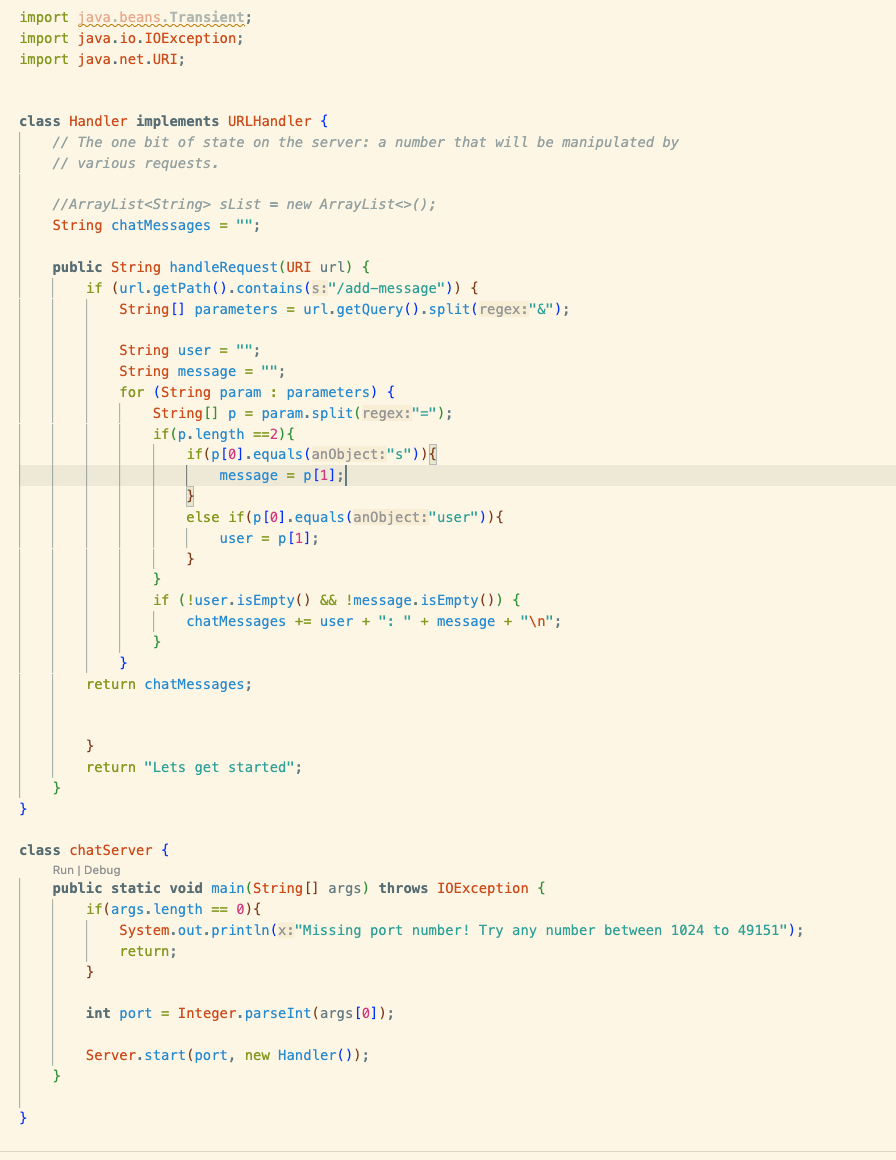 import java.beans.Transient;
import java.io.IOException;
import java.net.URI;
class Handler implements URLHandler {
// The one bit of state on the server: a number that will be manipulated by
// various requests.
//ArrayList<String> sList = new ArrayList<>();
String chatMessages = "";
public String handleRequest(URI url) {
if (url.getPath().contains(s:"/add-message")) {
String[] parameters = url.getQuery().split(regex:"&");
String user = "";
String message = "";
for (String param : parameters) {
String[] p = param.split(regex:"=");
if(p.length ==2){
if(p[0].equals(anObject:"s")){
message = p[1];
}
else if(p[0].equals(anObject:"user")){
user = p[1];
}
}
if (!user.isEmpty() && !message.isEmpty()) {
chatMessages += user + ": " + message + "\n";
}
}
return chatMessages;
}
return "Lets get started";
}
}
class chatServer {
Run | Debug
public static void main(String[] args) throws IOException {
if(args.length == 0){
System.out.println(x:"Missing port number! Try any number between 1024 to 49151");
return;
}
int port = Integer.parseInt(args[0]);
Server.start(port, new Handler());
}
}